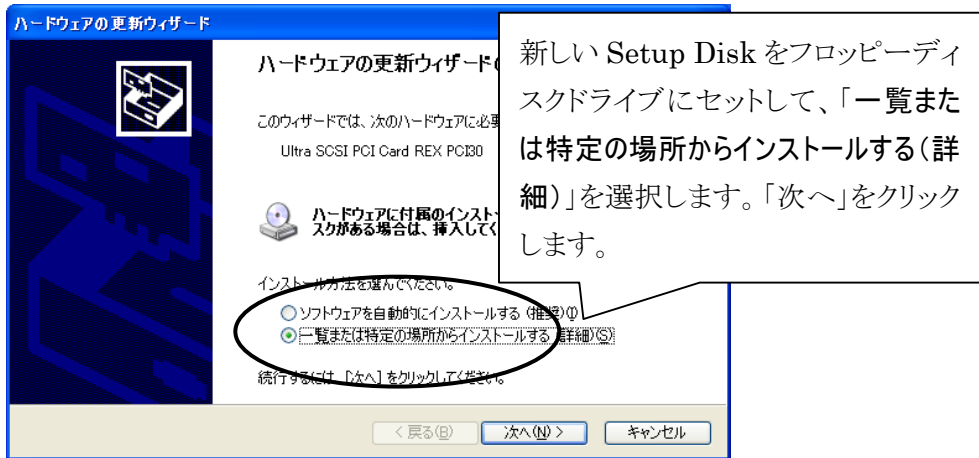 ハードウェアの更新ウィザード
ハードウェアの更新ウィザード
このウィザードでは、次のハードウェアに必要
Ultra SCSI PCI Card REX PCI30
ハードウェアに付属のインスト
スクがある場合は、挿入してく
インストール方法を選んでください。
ソフトウェアを自動的にインストールする (推奨)(I)
一覧または特定の場所からインストールする (詳細)(S)
続行するには、[次へ] をクリックしてください。
< 戻る(B)
次へ(N) >
キャンセル
新しい Setup Disk をフロッピーディ
スクドライブにセットして、「一覧また
は特定の場所からインストールする(詳
細)」を選択します。「次へ」をクリック
します。